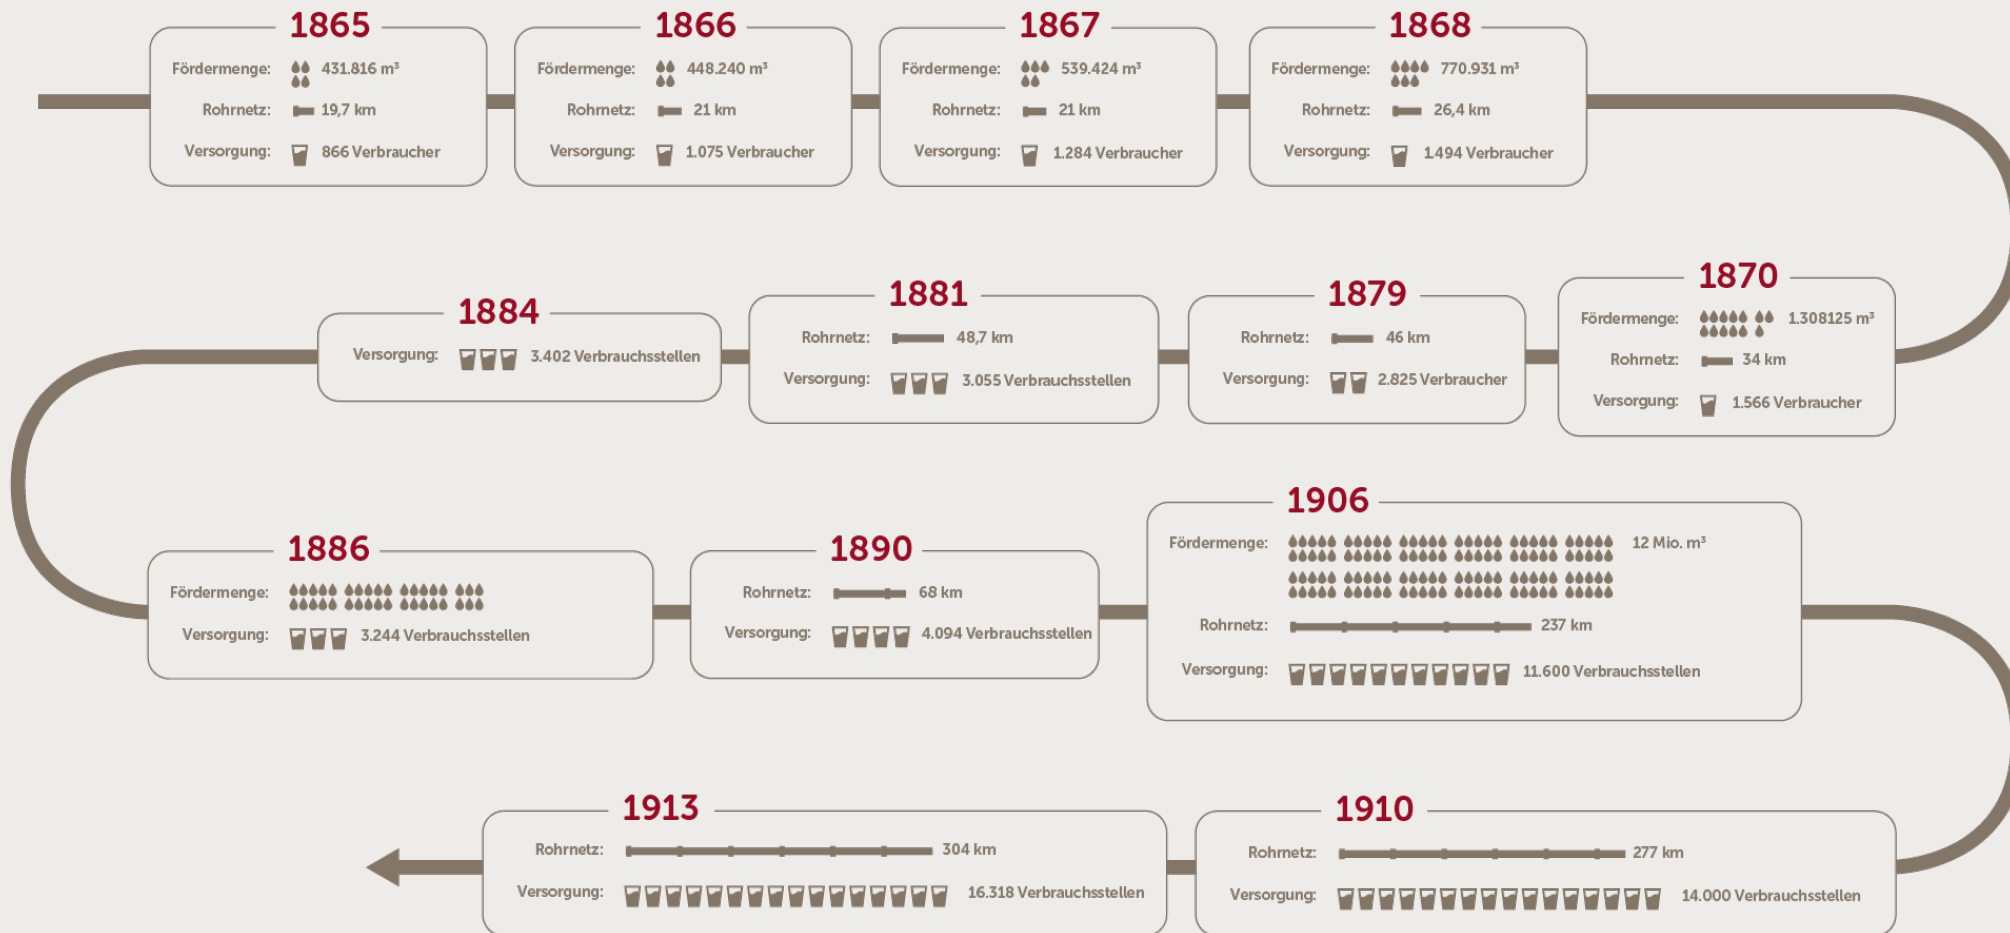 1865
Fördermenge: 431.816 m³
Rohrnetz: 19,7 km
Versorgung: 866 Verbraucher
1866
Fördermenge: 448.240 m³
Rohrnetz: 21 km
Versorgung: 1.075 Verbraucher
1867
Fördermenge: 539.424 m³
Rohrnetz: 21 km
Versorgung: 1.284 Verbraucher
1868
Fördermenge: 770.931 m³
Rohrnetz: 26,4 km
Versorgung: 1.494 Verbraucher
1870
Fördermenge: 1.308125 m³
Rohrnetz: 34 km
Versorgung: 1.566 Verbraucher
1879
Rohrnetz: 46 km
Versorgung: 2.825 Verbraucher
1881
Rohrnetz: 48,7 km
Versorgung: 3.055 Verbrauchsstellen
1884
Versorgung: 3.402 Verbrauchsstellen
1886
Fördermenge:
Versorgung: 3.244 Verbrauchsstellen
1890
Rohrnetz: 68 km
Versorgung: 4.094 Verbrauchsstellen
1906
Fördermenge: 12 Mio. m³
Rohrnetz: 237 km
Versorgung: 11.600 Verbrauchsstellen
1910
Rohrnetz: 277 km
Versorgung: 14.000 Verbrauchsstellen
1913
Rohrnetz: 304 km
Versorgung: 16.318 Verbrauchsstellen